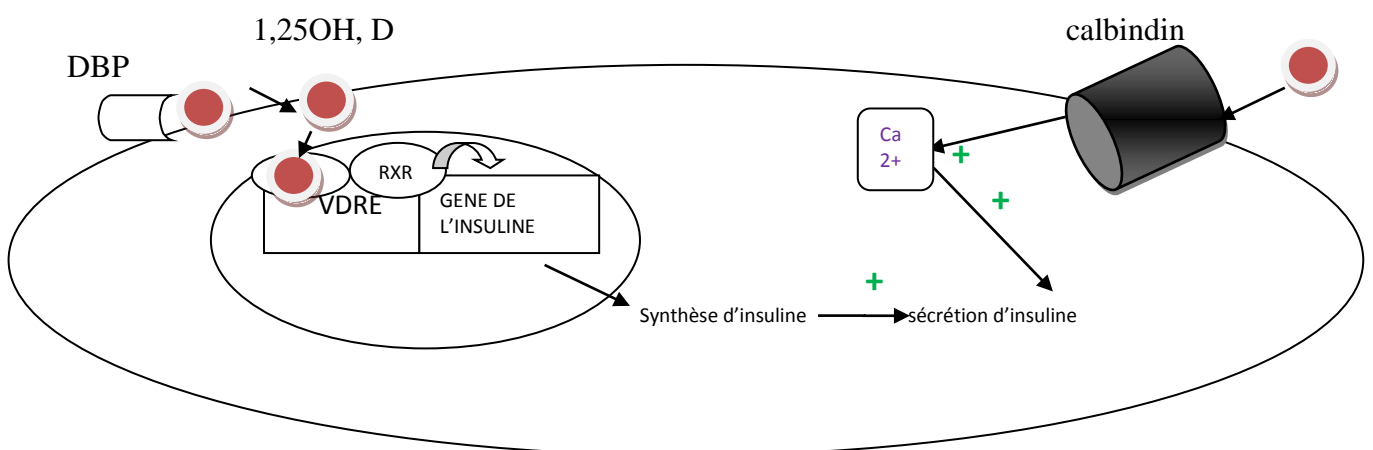 1,25OH, D
calbindin
DBP
Ca
2+
+
RXR
+
VDRE
GENE DE
L’INSULINE
+
Synthèse d’insuline
sécrétion d’insuline